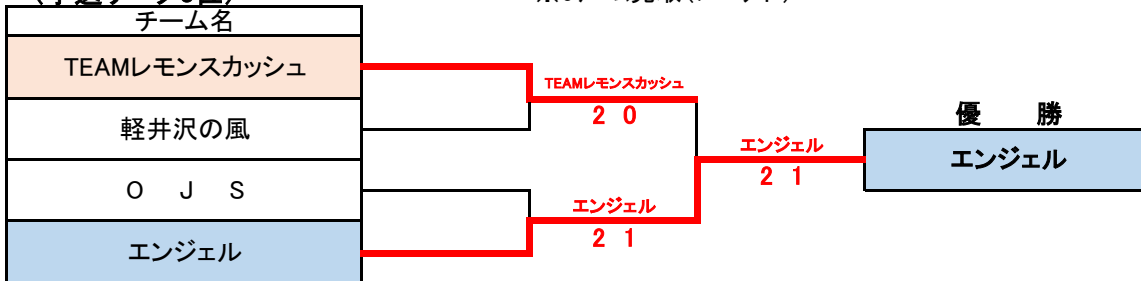 チーム名
TEAMレモンスカッシュ
軽井沢の風
O J S
エンジェル
TEAMレモンスカッシュ
2 0
エンジェル
2 1
エンジェル
2 1
優 勝
エンジェル